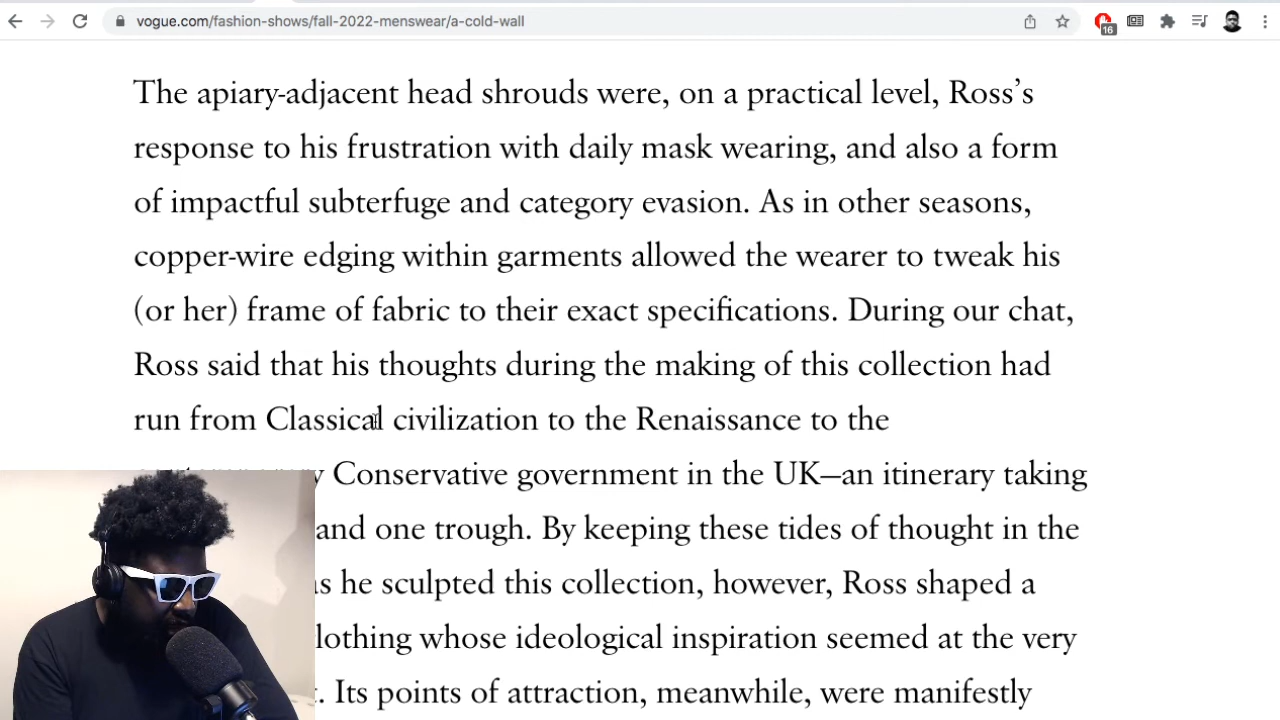 vogue.com/fashion-shows/fall-2022-menswear/a-cold-wall
16
The apiary-adjacent head shrouds were, on a practical level, Ross’s
response to his frustration with daily mask wearing, and also a form
of impactful subterfuge and category evasion. As in other seasons,
copper-wire edging within garments allowed the wearer to tweak his
(or her) frame of fabric to their exact specifications. During our chat,
Ross said that his thoughts during the making of this collection had
run from Classical civilization to the Renaissance to the
Conservative government in the UK—an itinerary taking
and one trough. By keeping these tides of thought in the
he sculpted this collection, however, Ross shaped a
whose ideological inspiration seemed at the very
Its points of attraction, meanwhile, were manifestly